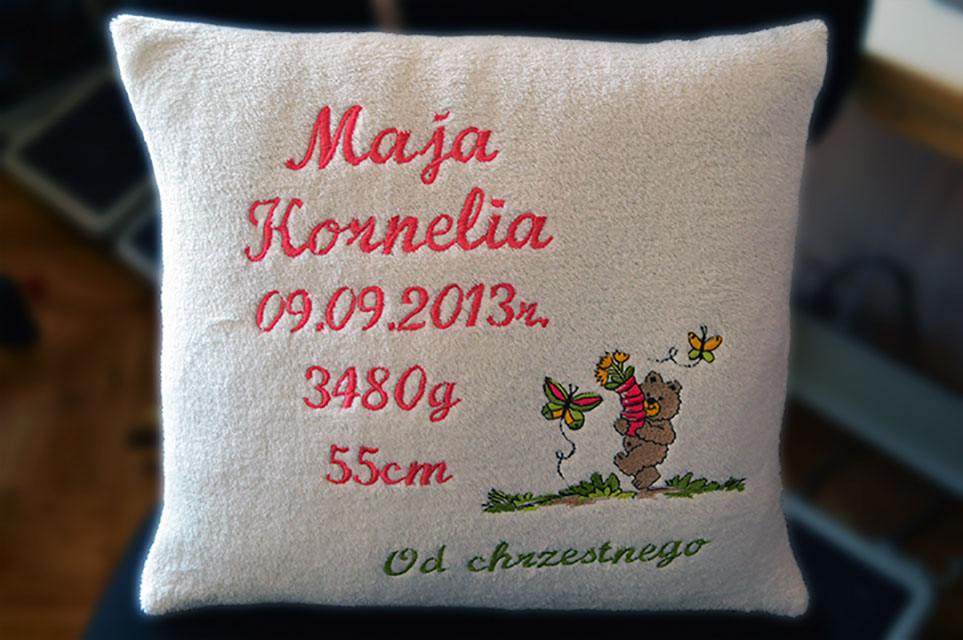 Maja
Kornelia
09.09.2013r.
3480g
55cm
Od chrzestnego